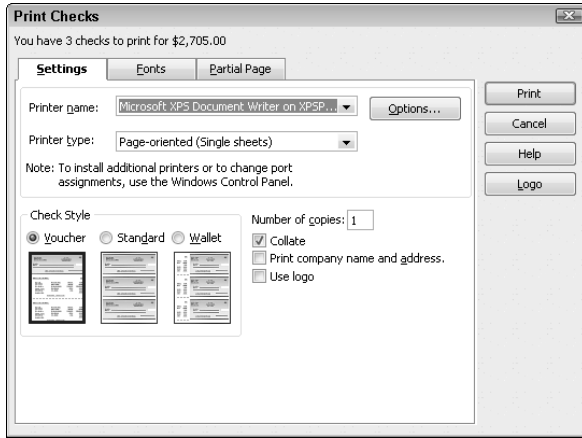 Print Checks
You have 3 checks to print for $2,705.00
Settings
Fonts
Partial Page
Printer name:
Microsoft XPS Document Writer on XPSP...
Options...
Printer type:
Page-oriented (Single sheets)
Note: To install additional printers or to change port
assignments, use the Windows Control Panel.
Check Style
Voucher
Standard
Wallet
Number of copies: 1
Collate
Print company name and address.
Use logo
Print
Cancel
Help
Logo